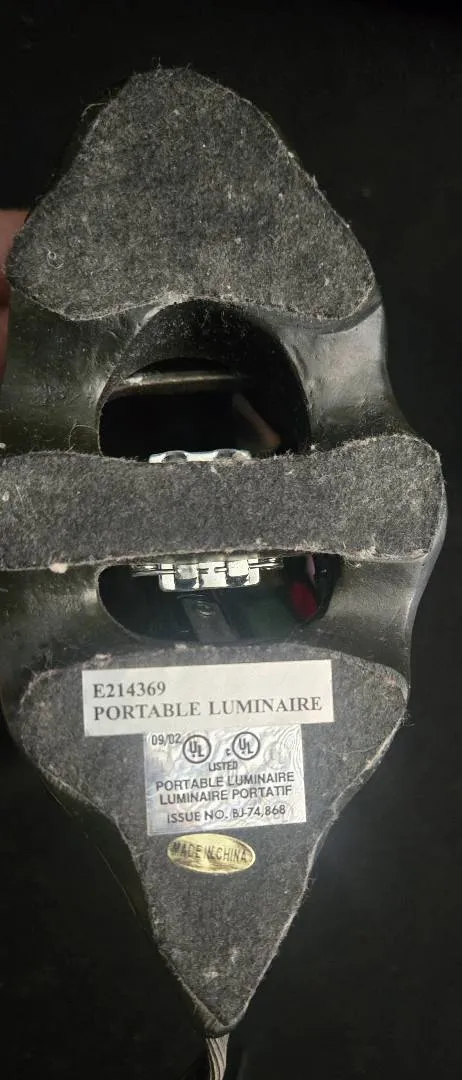 E214369
PORTABLE LUMINAIRE
09/02 UL c UL
LISTED
PORTABLE LUMINAIRE
LUMINAIRE PORTATIF
ISSUE NO. BJ-74,868
MADE IN CHINA